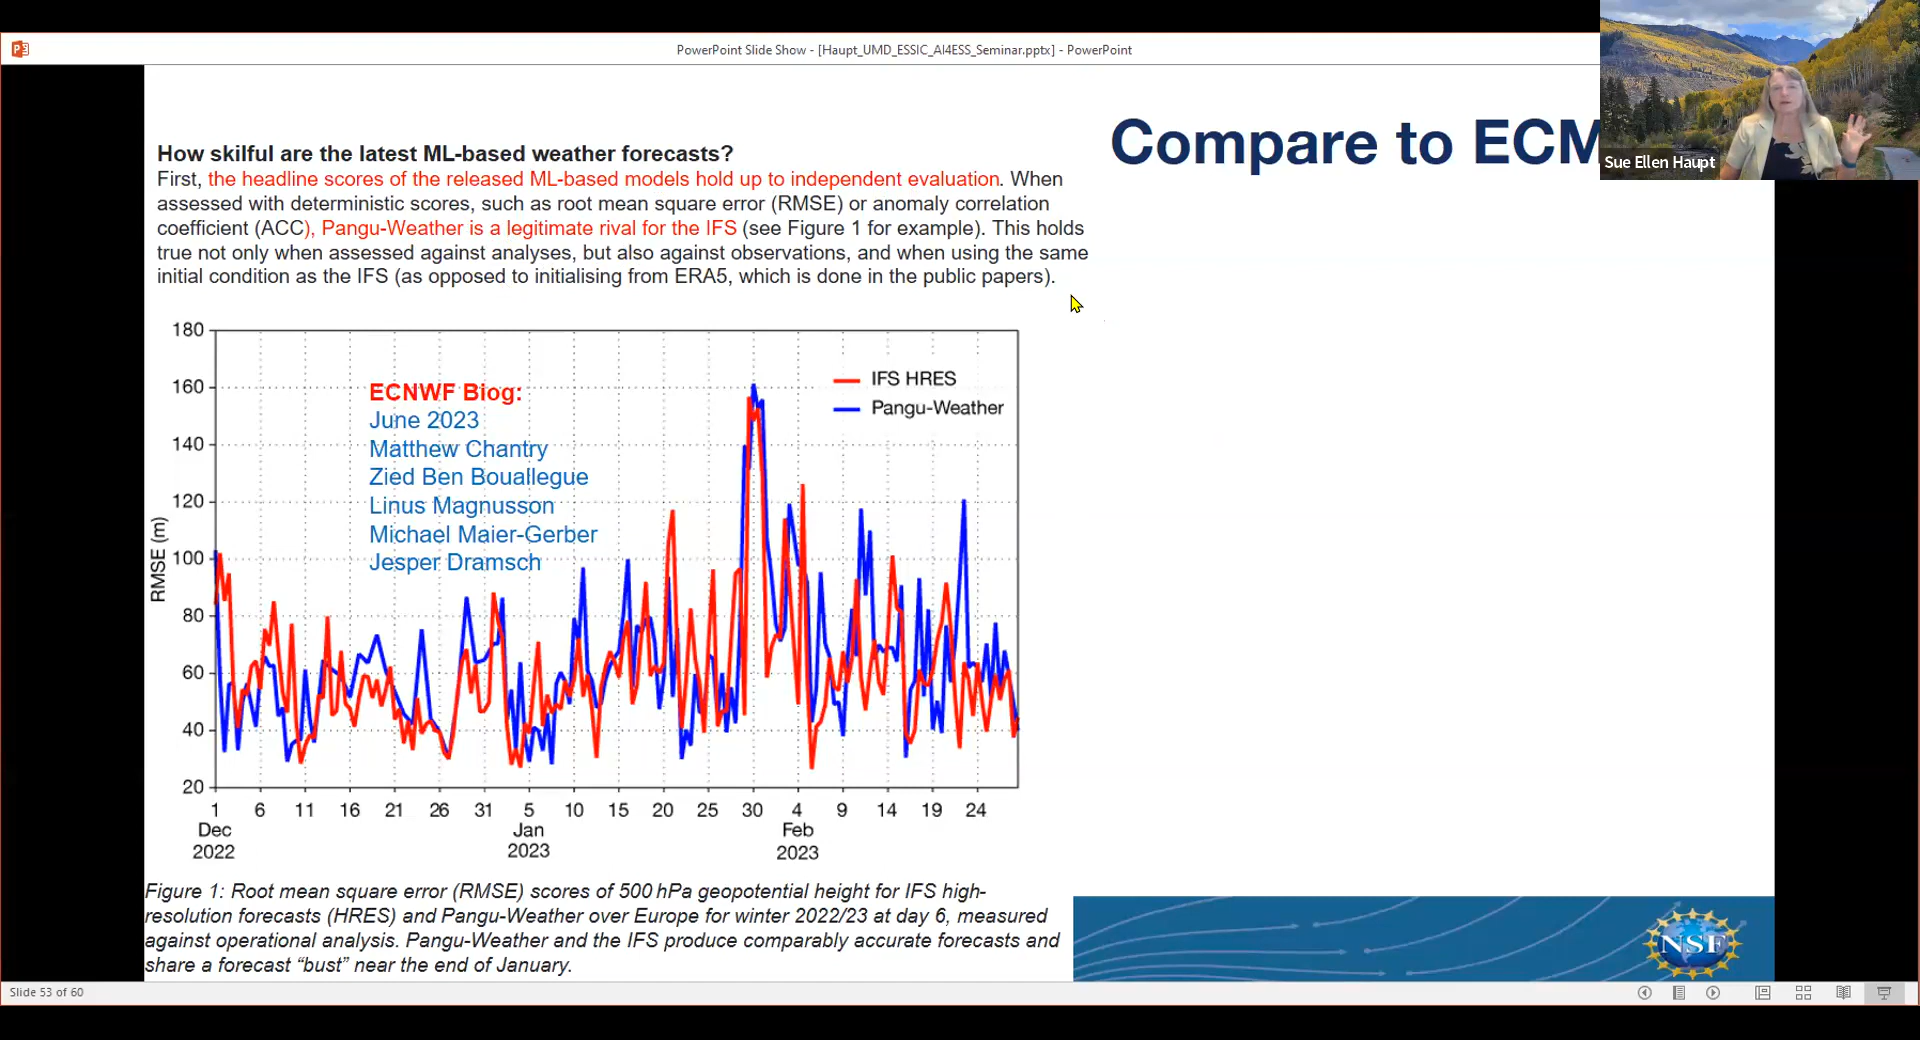 PowerPoint Slide Show - [Haupt_UMD_ESSIC_AI4ESS_Seminar.pptx] - PowerPoint
Sue Ellen Haupt
Compare to ECM
How skilful are the latest ML-based weather forecasts?
First, the headline scores of the released ML-based models hold up to independent evaluation. When
assessed with deterministic scores, such as root mean square error (RMSE) or anomaly correlation
coefficient (ACC), Pangu-Weather is a legitimate rival for the IFS (see Figure 1 for example). This holds
true not only when assessed against analyses, but also against observations, and when using the same
initial condition as the IFS (as opposed to initialising from ERA5, which is done in the public papers).
180
160
140
120
100
80
60
40
20
RMSE (m)
ECNWF Blog:
June 2023
Matthew Chantry
Zied Ben Bouallegue
Linus Magnusson
Michael Maier-Gerber
Jesper Dramsch
IFS HRES
Pangu-Weather
1 6 11 16 21 26 31 5 10 15 20 25 30 4 9 14 19 24
Dec Jan Feb
2022 2023 2023
Figure 1: Root mean square error (RMSE) scores of 500 hPa geopotential height for IFS high-
resolution forecasts (HRES) and Pangu-Weather over Europe for winter 2022/23 at day 6, measured
against operational analysis. Pangu-Weather and the IFS produce comparably accurate forecasts and
share a forecast “bust” near the end of January.
NSF
Slide 53 of 60